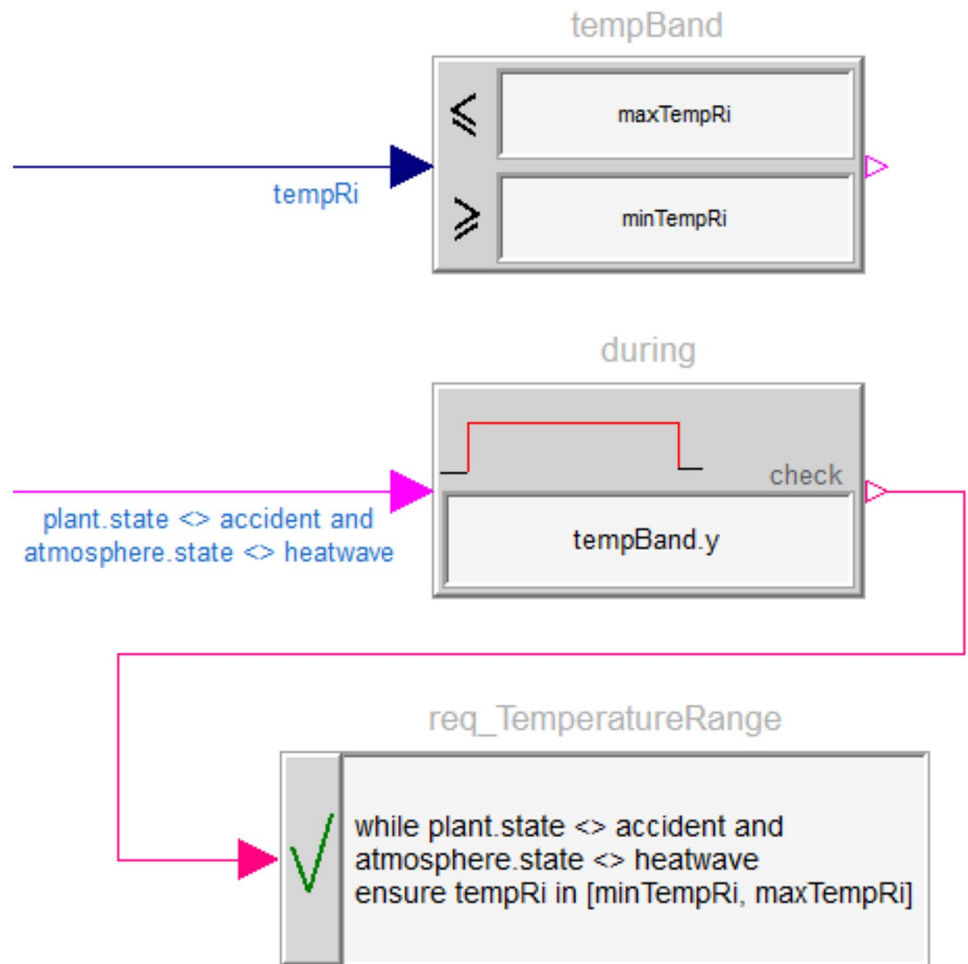 tempBand
≤ maxTempRi
tempRi
≥ minTempRi
during
check
plant.state <> accident and
atmosphere.state <> heatwave
tempBand.y
req_TemperatureRange
while plant.state <> accident and
atmosphere.state <> heatwave
ensure tempRi in [minTempRi, maxTempRi]